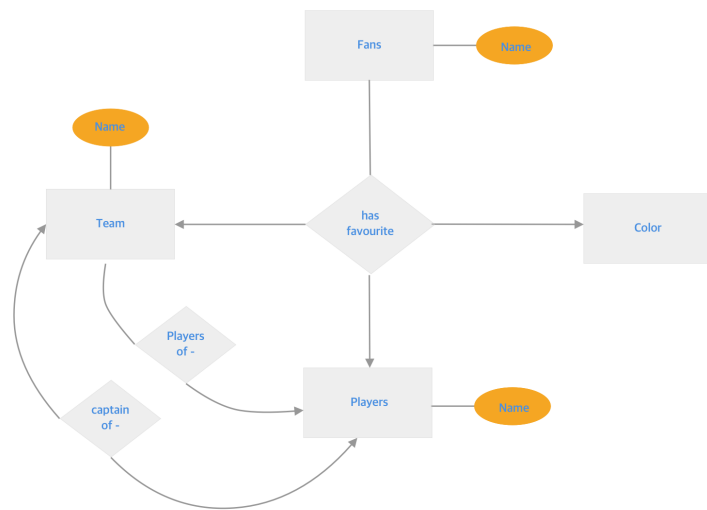 Fans
Name
Name
Team
has
favourite
Color
Players
of -
Players
Name
captain
of -